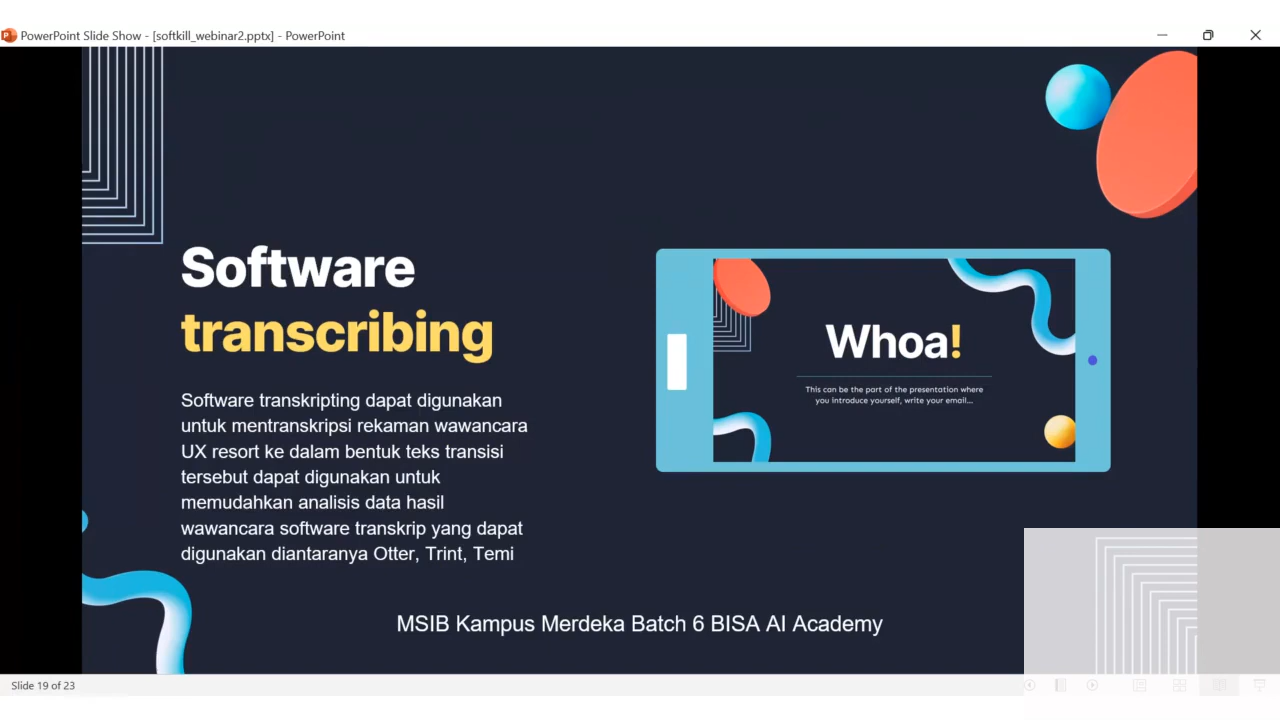 PowerPoint Slide Show - [softkill_webinar2.pptx] - PowerPoint
Software
transcribing
Software transkripting dapat digunakan
untuk mentranskripsi rekaman wawancara
UX resort ke dalam bentuk teks transisi
tersebut dapat digunakan untuk
memudahkan analisis data hasil
wawancara software transkrip yang dapat
digunakan diantaranya Otter, Trint, Temi
Whoa!
This can be the part of the presentation where
you introduce yourself, write your email...
MSIB Kampus Merdeka Batch 6 BISA AI Academy
Slide 19 of 23